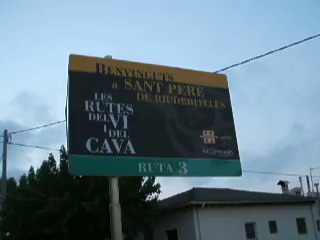 BENVINGUTS
a SANT PERE
DE RIUDEBITLLES
LES
RUTES
DEL VI
I DEL
CAVA
RUTA 3